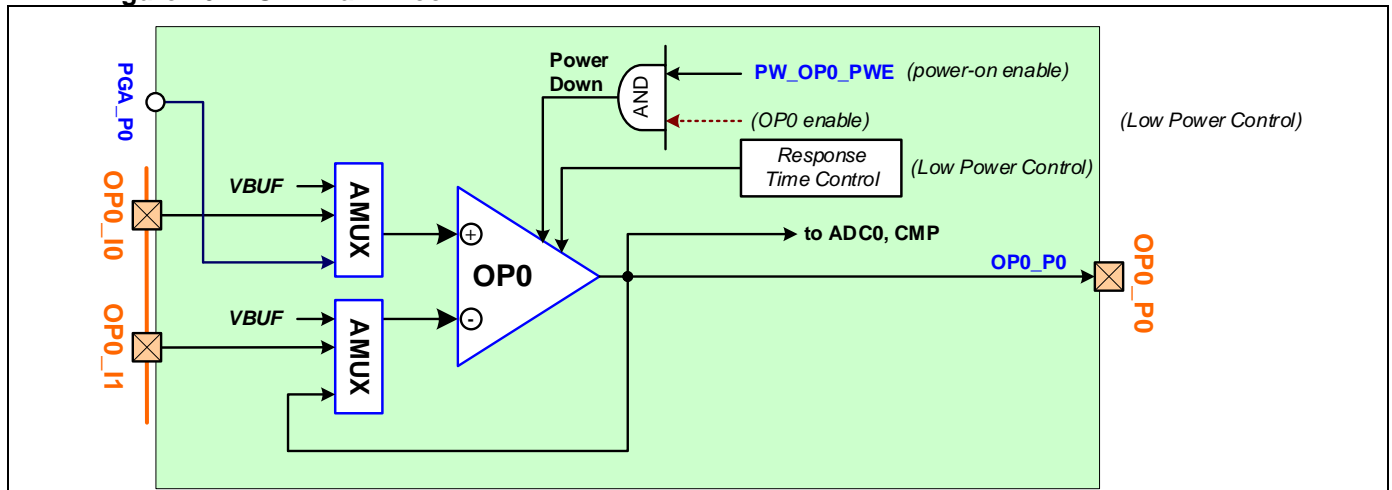 Power
Down
AND
PW_OP0_PWE (power-on enable)
(OP0 enable)
(Low Power Control)
Response
Time Control
(Low Power Control)
PGA_P0
OP0_I0
VBUF
AMUX
+
OP0
to ADC0, CMP
OP0_P0
OP0_P0
OP0_I1
VBUF
AMUX
-